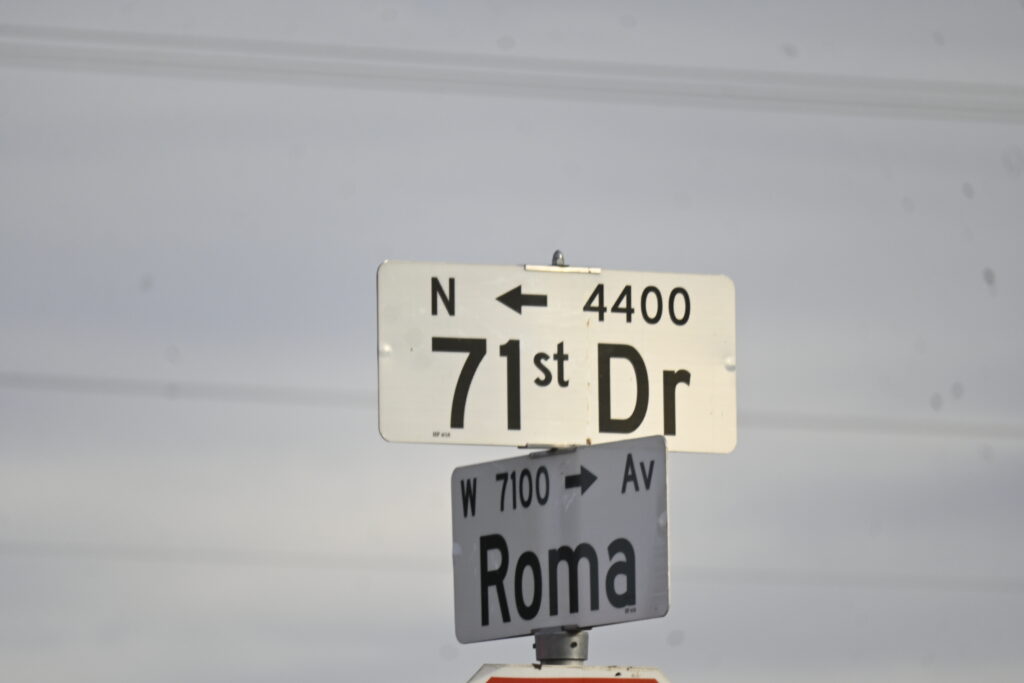 N ← 4400
71st Dr
W 7100 → Av
Roma